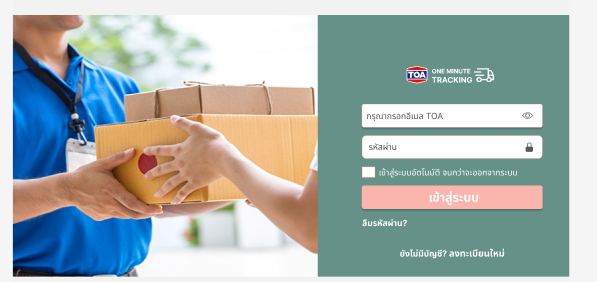 TOA
ONE MINUTE
TRACKING
กรุณากรอกอีเมล TOA
รหัสผ่าน
เข้าสู่ระบบอัตโนมัติ จนกว่าจะออกจากระบบ
เข้าสู่ระบบ
ลืมรหัสผ่าน?
ยังไม่มีบัญชี? ลงทะเบียนใหม่